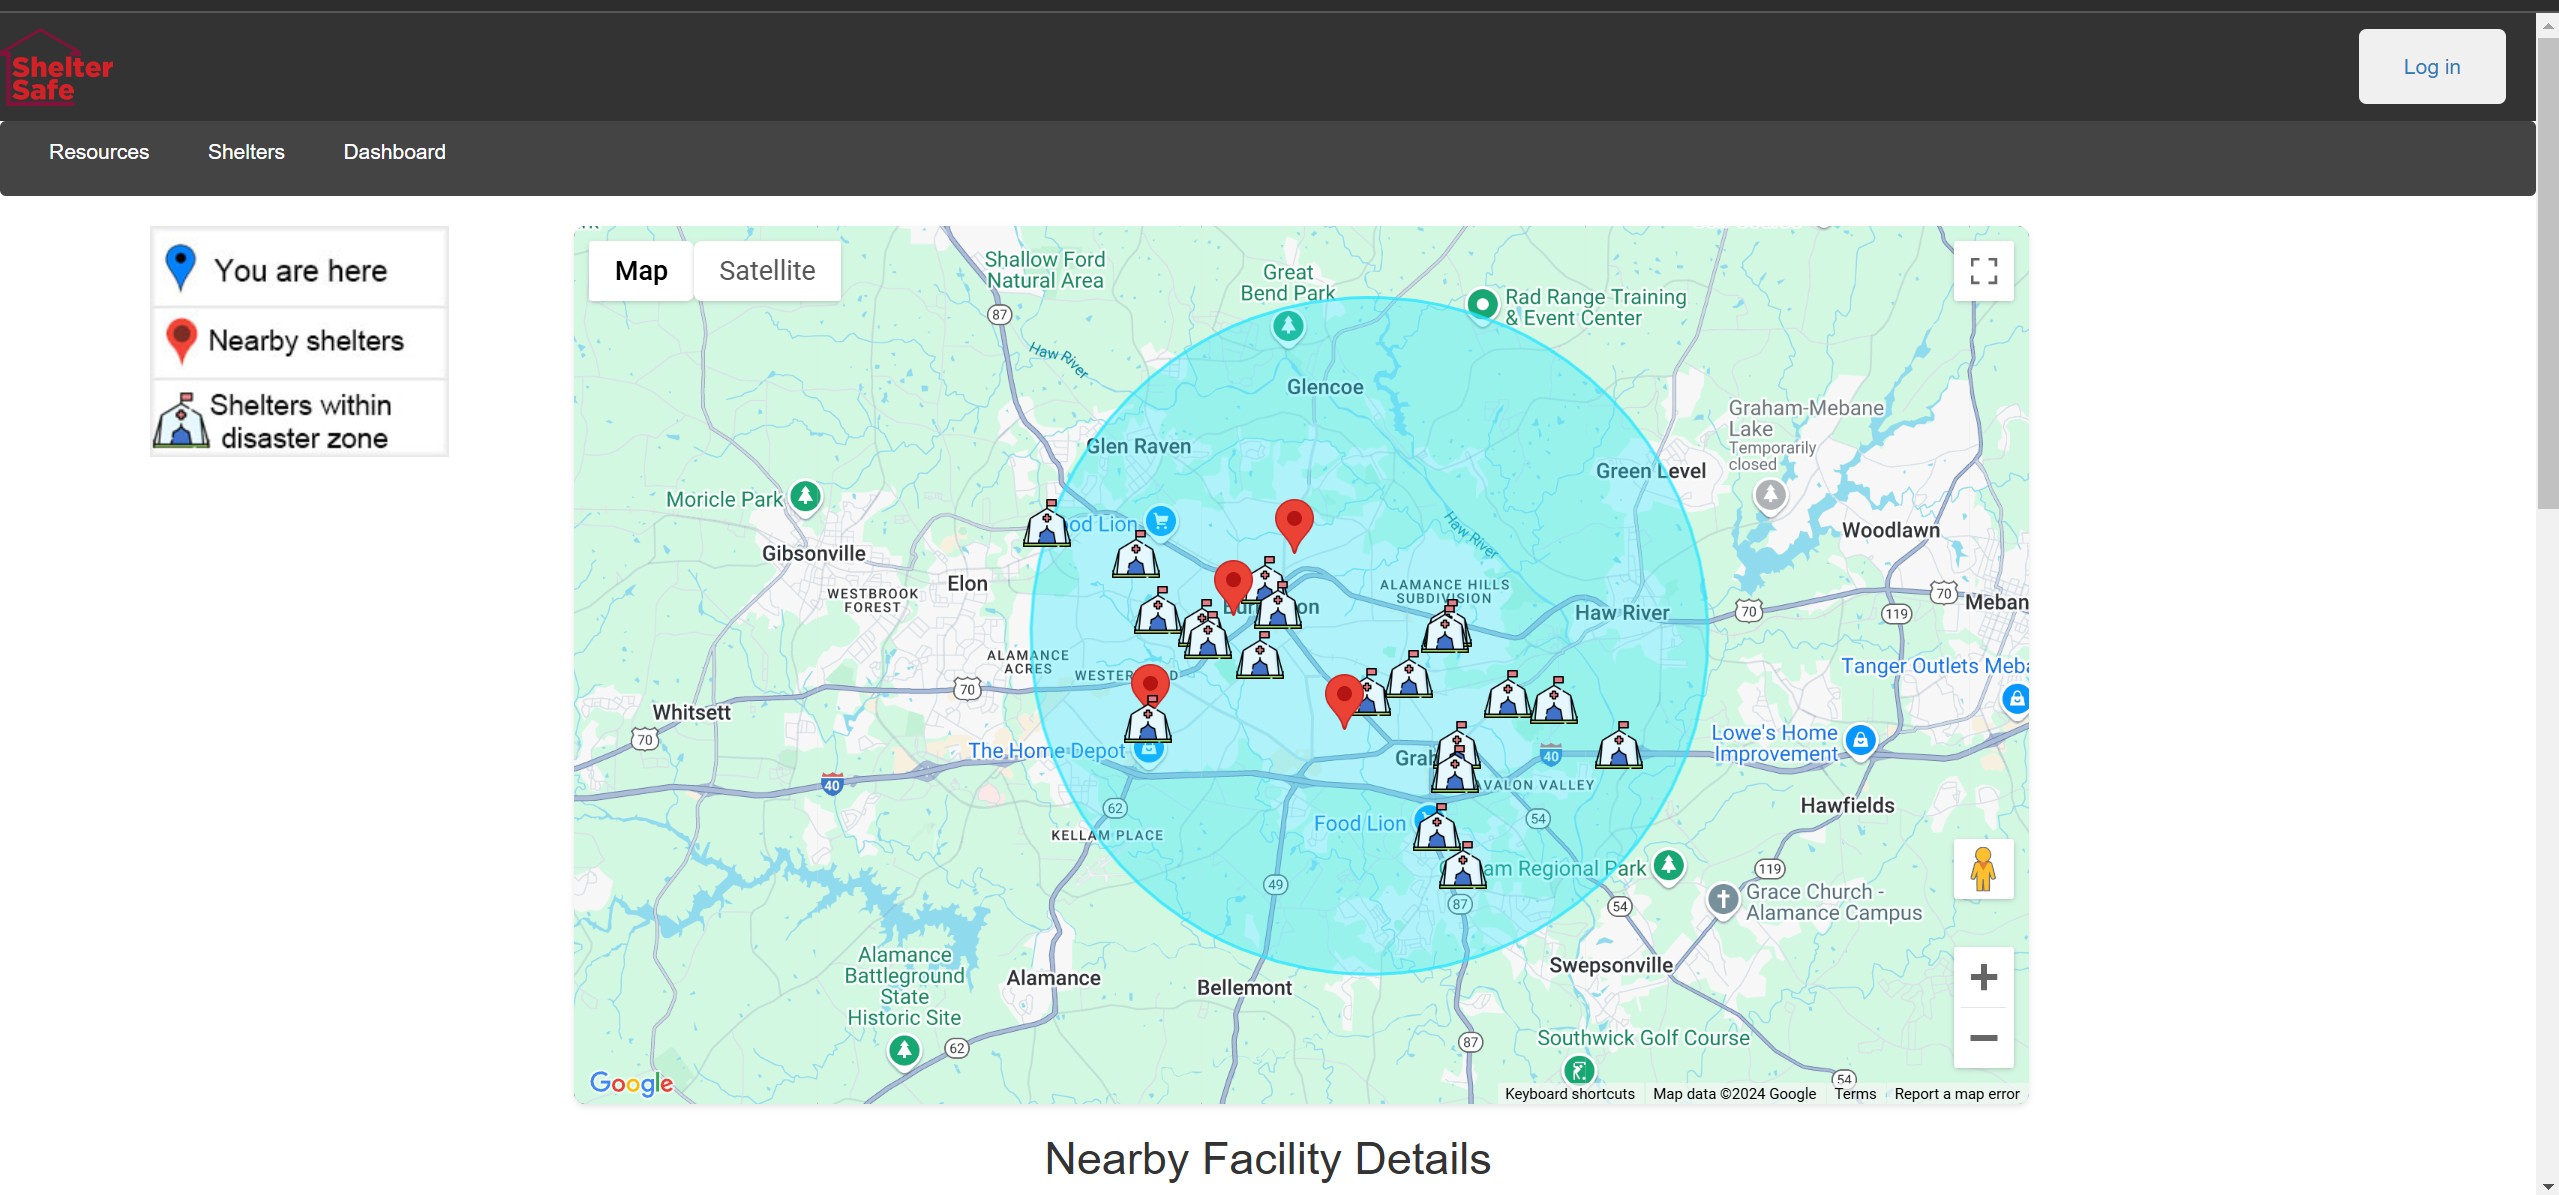 Shelter
Safe
Log in
Resources
Shelters
Dashboard
You are here
Nearby shelters
Shelters within
disaster zone
Map
Satellite
Shallow Ford
Natural Area
Great
Bend Park
Rad Range Training
& Event Center
87
Haw River
Glencoe
Graham-Mebane
Lake
Temporarily
closed
Glen Raven
Green Level
Moricle Park
ood Lion
Haw River
Woodlawn
Gibsonville
Elon
WESTBROOK
FOREST
ALAMANCE HILLS
SUBDIVISION
Haw River
70
119
70
Meban
ALAMANCE
ACRES
WESTER
D
70
Tanger Outlets Meba
Whitsett
70
The Home Depot
Lowe's Home
Improvement
Gra
40
40
AVALON VALLEY
62
Hawfields
Food Lion
54
KELLAM PLACE
am Regional Park
119
49
87
54
Grace Church -
Alamance Campus
Alamance
Battleground
State
Historic Site
Alamance
Bellemont
Swepsonville
62
87
Southwick Golf Course
54
Google
Keyboard shortcuts
Map data ©2024 Google
Terms
Report a map error
Nearby Facility Details